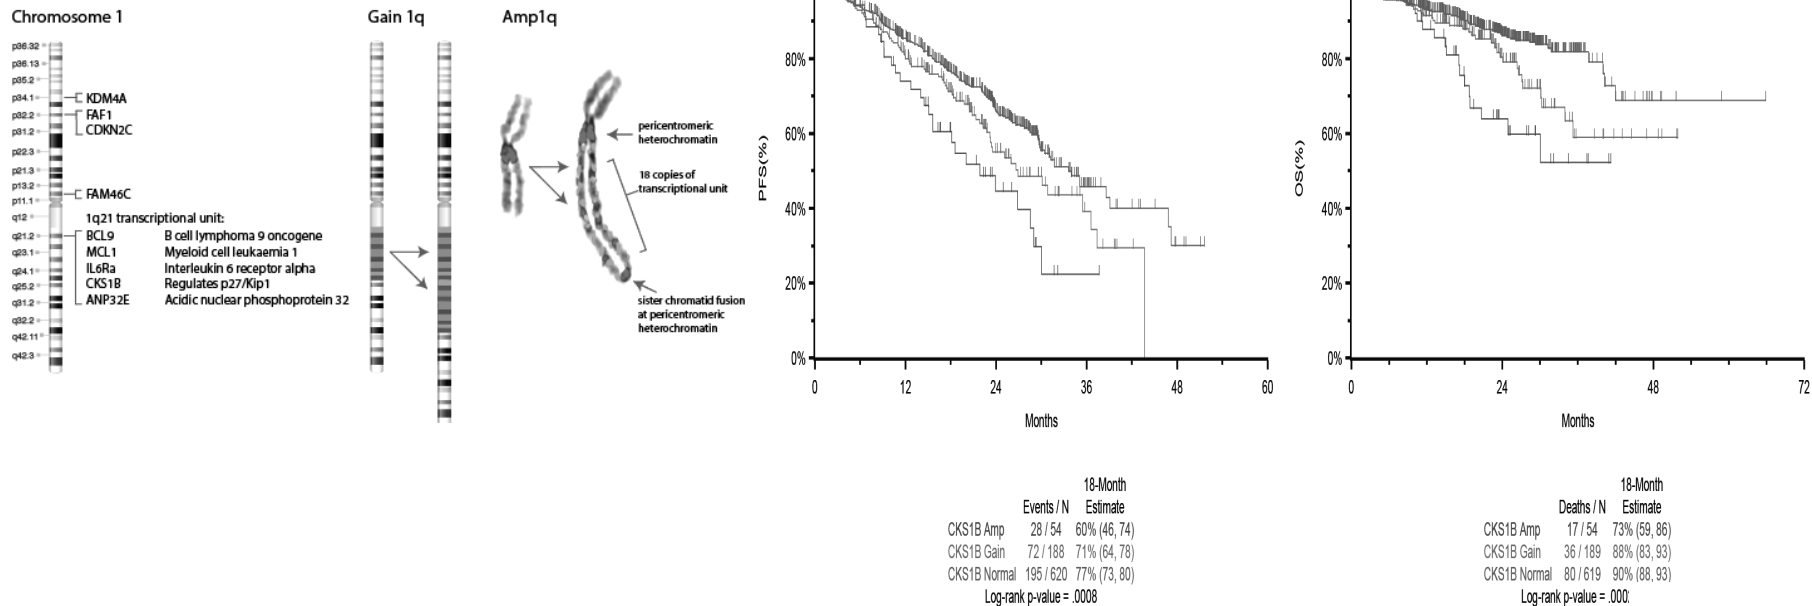 Chromosome 1
Gain 1q
Amp1q
p36.32
p36.13
p35.2
p34.1
p32.2
p31.2
p22.3
p21.3
p13.2
p11.1
q12
q21.2
q23.1
q24.1
q25.2
q31.2
q32.2
q42.11
q42.3
KDM4A
FAF1
CDKN2C
FAM46C
1q21 transcriptional unit:
BCL9 B cell lymphoma 9 oncogene
MCL1 Myeloid cell leukaemia 1
IL6Ra Interleukin 6 receptor alpha
CKS1B Regulates p27/Kip1
ANP32E Acidic nuclear phosphoprotein 32
pericentromeric
heterochromatin
18 copies of
transcriptional unit
sister chromatid fusion
at pericentromeric
heterochromatin
PFS(%)
80%
60%
40%
20%
0%
0 12 24 36 48 60
Months
18-Month
Events / N Estimate
CKS1B Amp 28 / 54 60% (46, 74)
CKS1B Gain 72 / 188 71% (64, 78)
CKS1B Normal 195 / 620 77% (73, 80)
Log-rank p-value = .0008
OS(%)
80%
60%
40%
20%
0%
0 24 48 72
Months
18-Month
Deaths / N Estimate
CKS1B Amp 17 / 54 73% (59, 86)
CKS1B Gain 36 / 189 88% (83, 93)
CKS1B Normal 80 / 619 90% (88, 93)
Log-rank p-value =